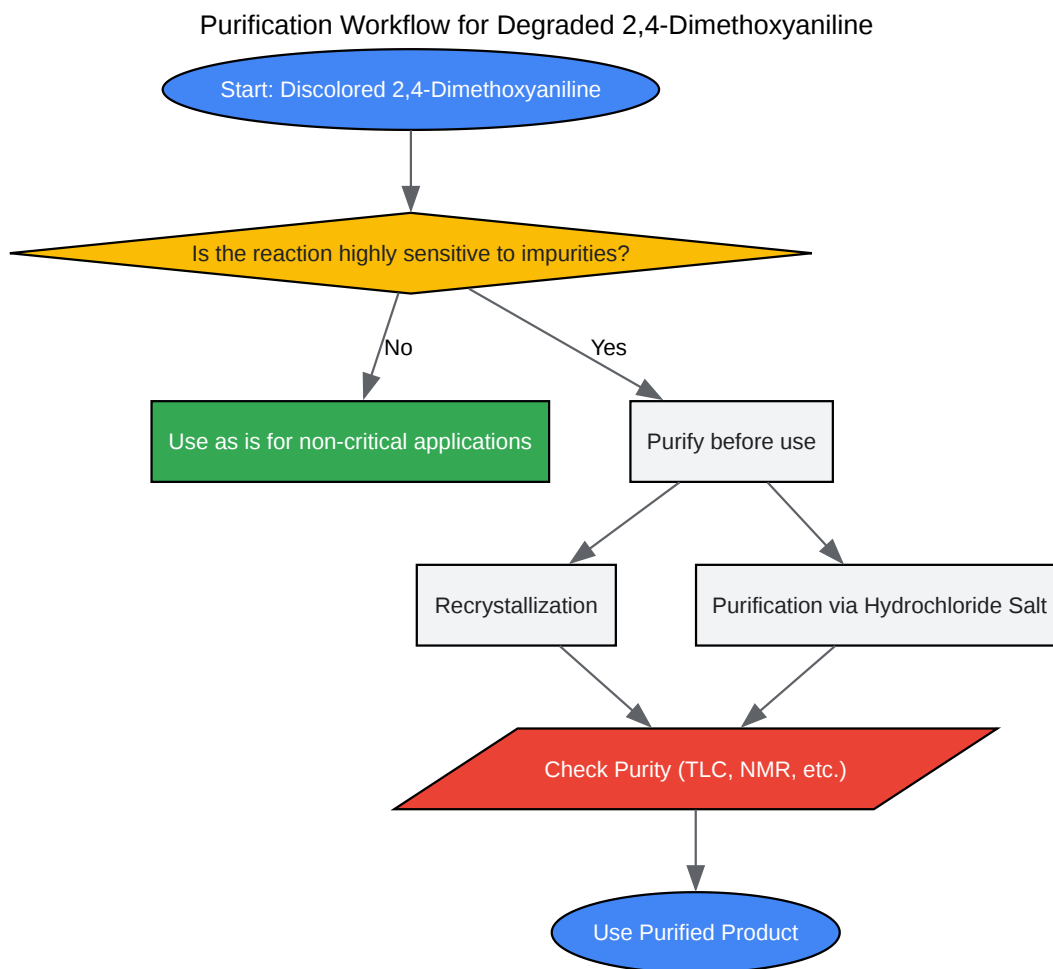 Purification Workflow for Degraded 2,4-Dimethoxyaniline
Start: Discolored 2,4-Dimethoxyaniline
Is the reaction highly sensitive to impurities?
No
Yes
Use as is for non-critical applications
Purify before use
Recrystallization
Purification via Hydrochloride Salt
Check Purity (TLC, NMR, etc.)
Use Purified Product